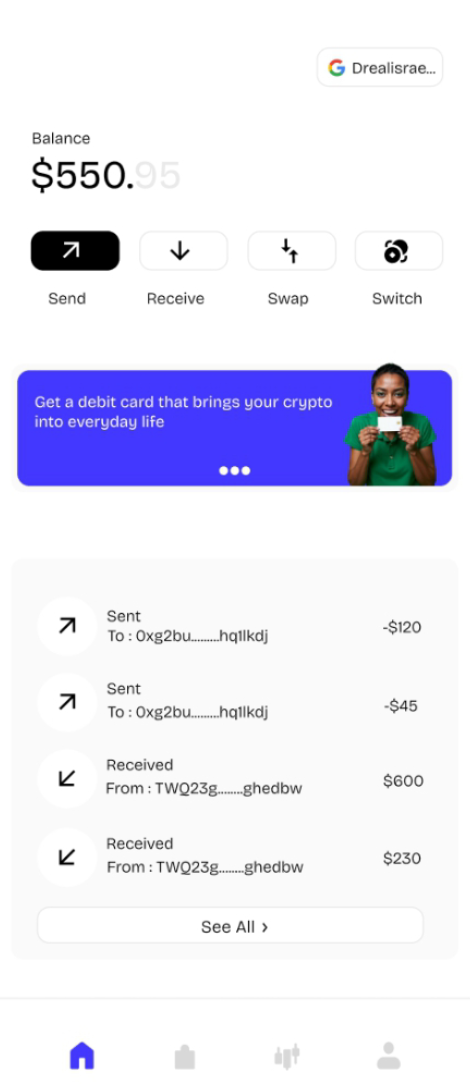 Drealisrae...
Balance
$550.95
Send Receive Swap Switch
Get a debit card that brings your crypto
into everyday life
Sent
To : 0xg2bu.........hq1lkdj
-$120
Sent
To : 0xg2bu.........hq1lkdj
-$45
Received
From : TWQ23g........ghedbw
$600
Received
From : TWQ23g........ghedbw
$230
See All ›